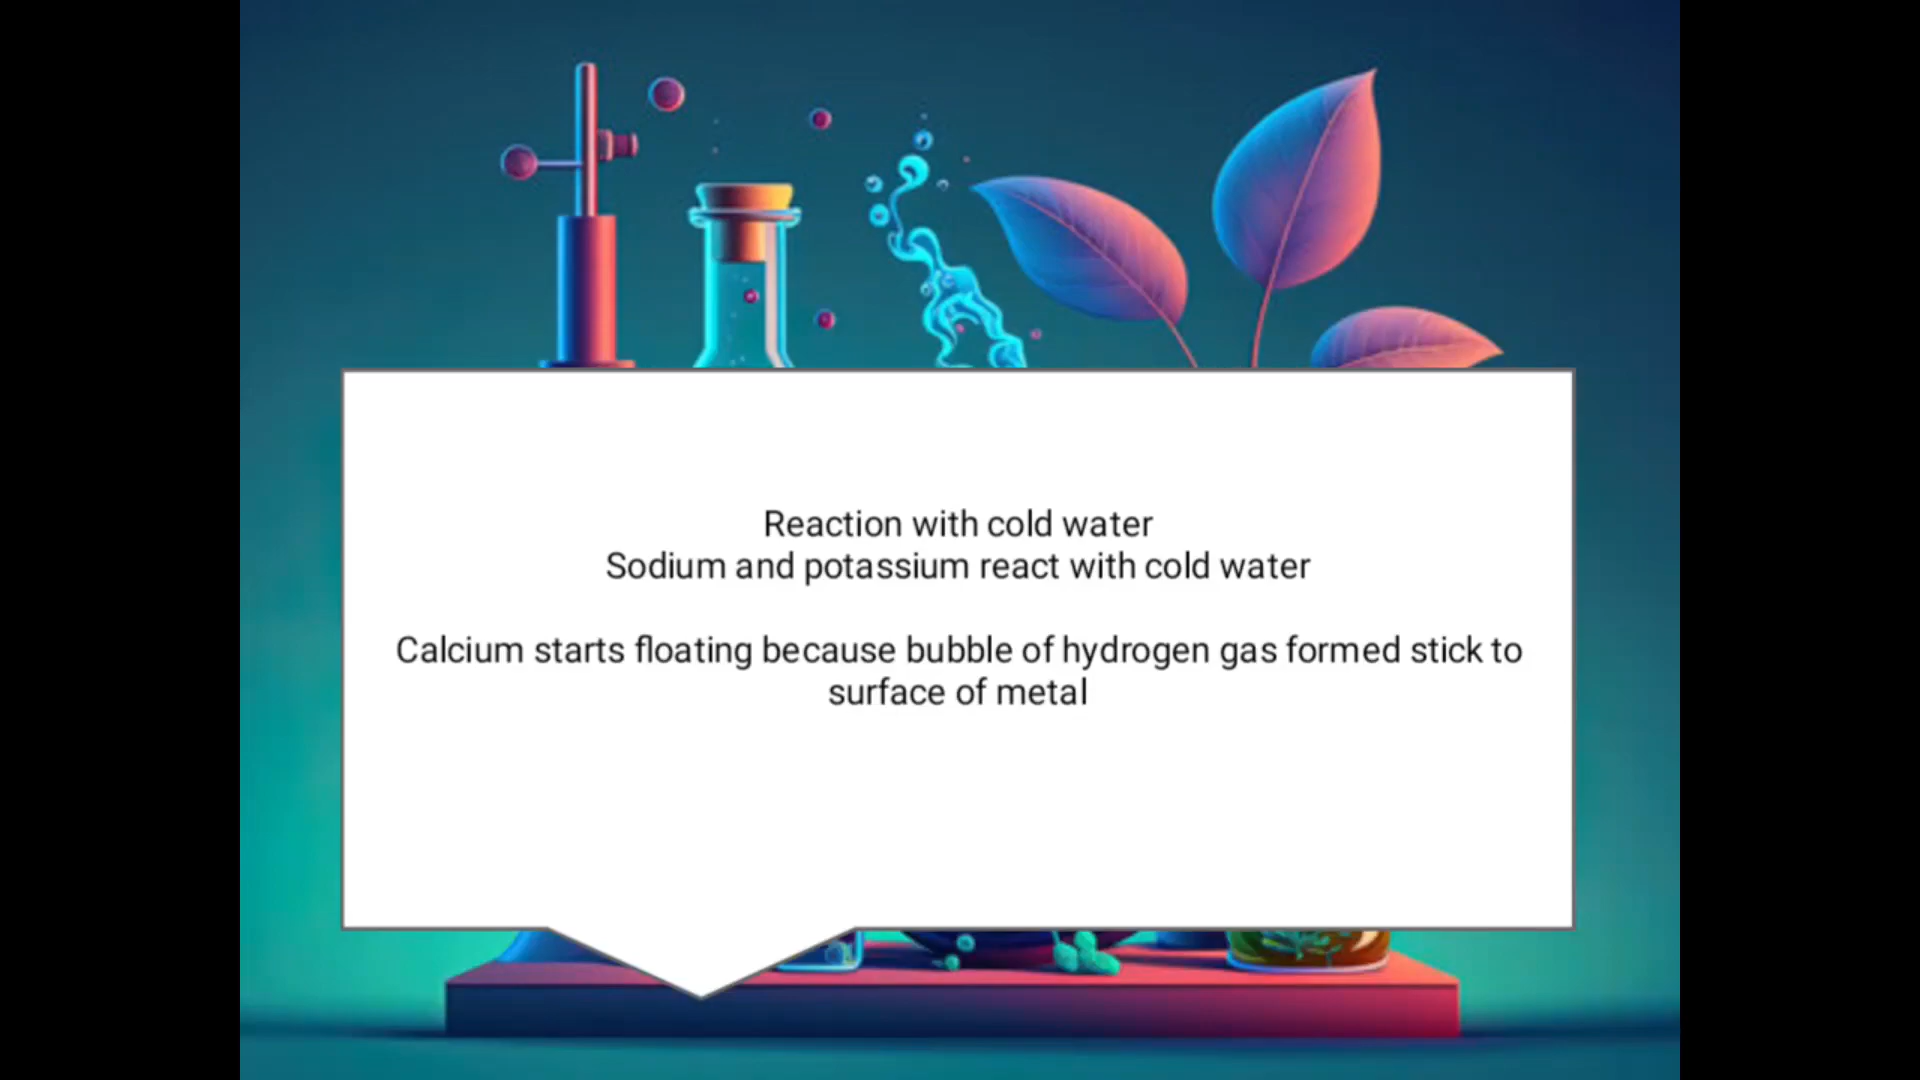 Reaction with cold water
Sodium and potassium react with cold water
Calcium starts floating because bubble of hydrogen gas formed stick to
surface of metal